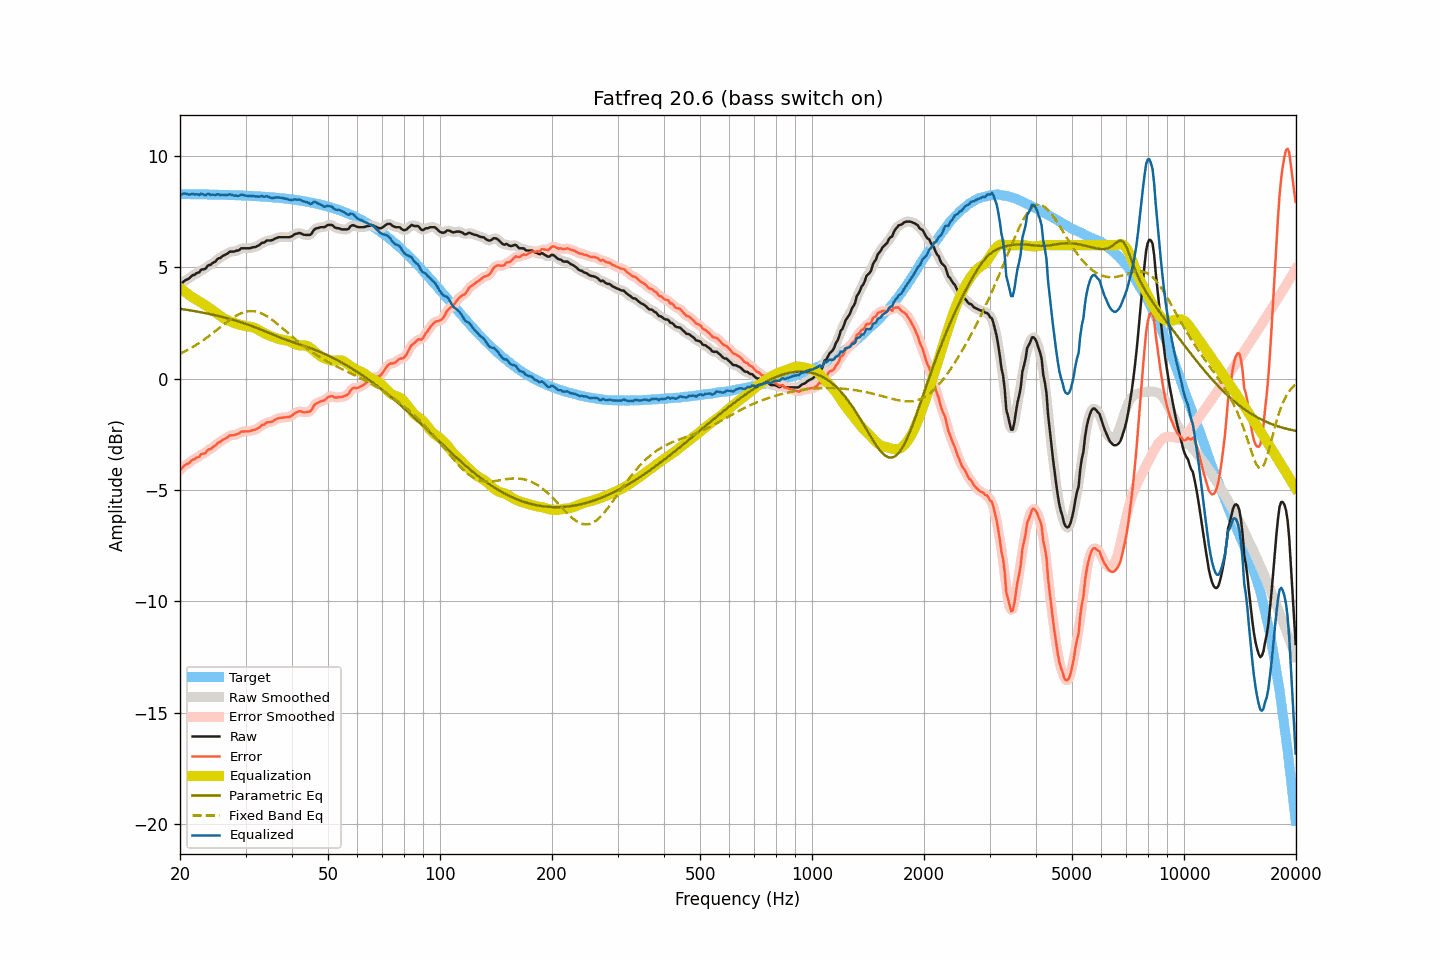 Fatfreq 20.6 (bass switch on)
10
5
0
−5
−10
−15
−20
Amplitude (dBr)
Target
Raw Smoothed
Error Smoothed
Raw
Error
Equalization
Parametric Eq
Fixed Band Eq
Equalized
20 50 100 200 500 1000 2000 5000 10000 20000
Frequency (Hz)